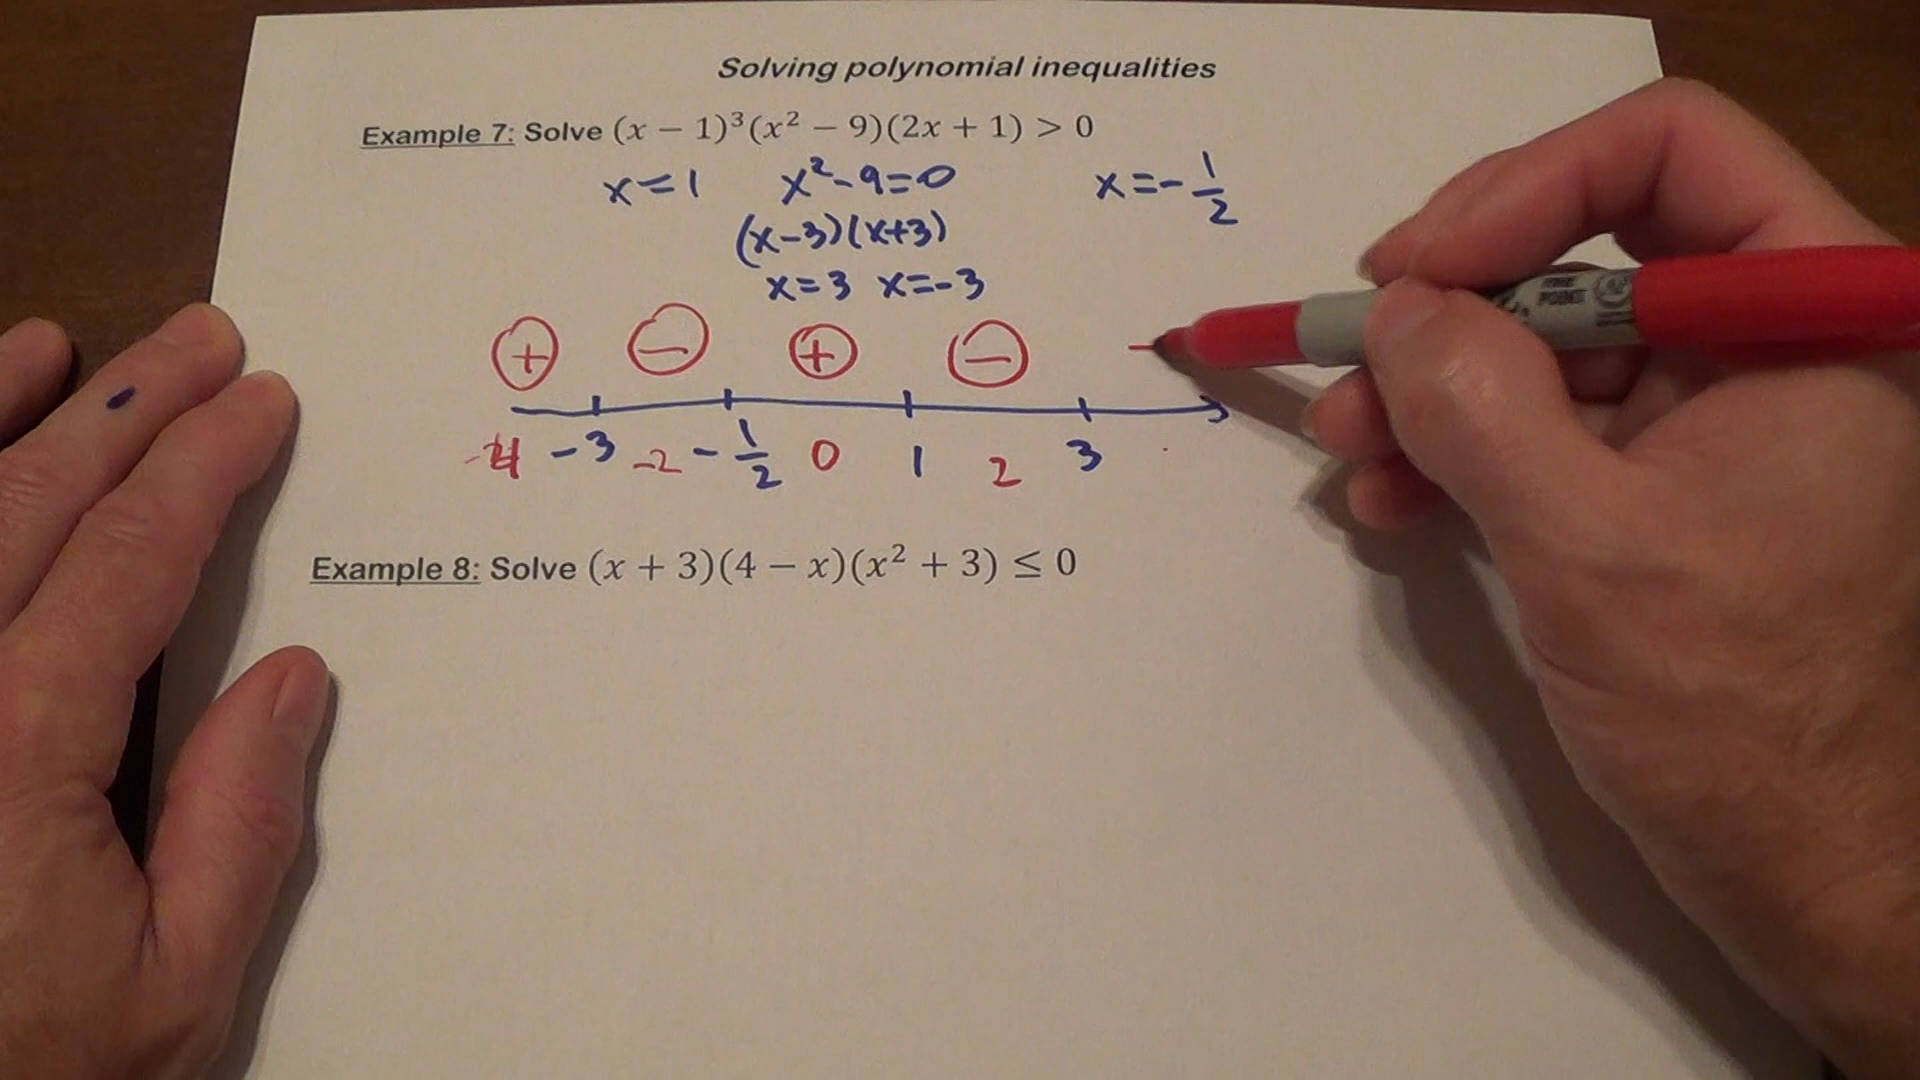 Solving polynomial inequalities
Example 7: Solve (x − 1)³(x² − 9)(2x + 1) > 0
x=1 x²-9=0 x=-1/2
(x-3)(x+3)
x=3 x=-3
+ − + − −
-4 -3 -2 -1/2 0 1 2 3
Example 8: Solve (x + 3)(4 − x)(x² + 3) ≤ 0
FINE
POINT